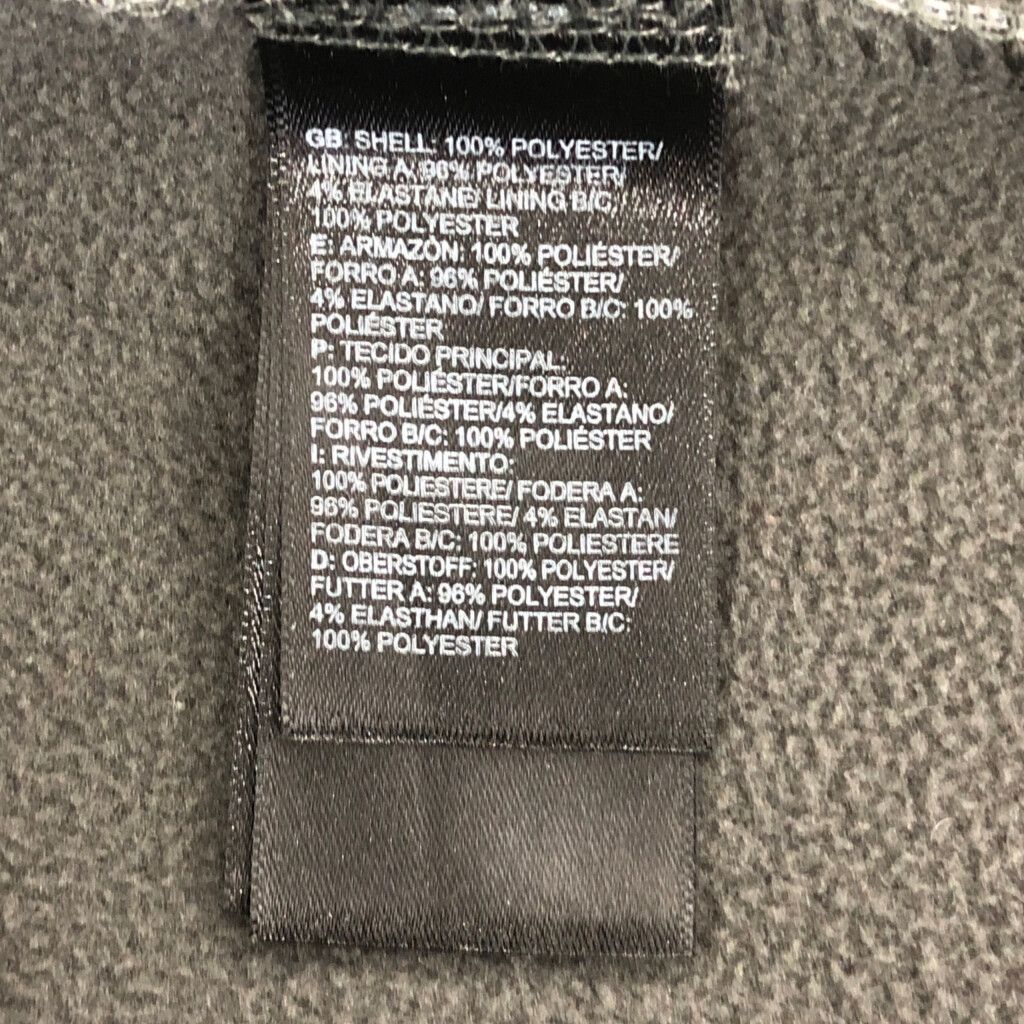 GB: SHELL: 100% POLYESTER/
LINING A: 96% POLYESTER/
4% ELASTANE/ LINING B/C:
100% POLYESTER
E: ARMAZÓN: 100% POLIÉSTER/
FORRO A: 96% POLIÉSTER/
4% ELASTANO/ FORRO B/C: 100%
POLIÉSTER
P: TECIDO PRINCIPAL:
100% POLIÉSTER/FORRO A:
96% POLIÉSTER/4% ELASTANO/
FORRO B/C: 100% POLIÉSTER
I: RIVESTIMENTO:
100% POLIESTERE/ FODERA A:
96% POLIESTERE/ 4% ELASTAN/
FODERA B/C: 100% POLIESTERE
D: OBERSTOFF: 100% POLYESTER/
FUTTER A: 96% POLYESTER/
4% ELASTHAN/ FUTTER B/C:
100% POLYESTER